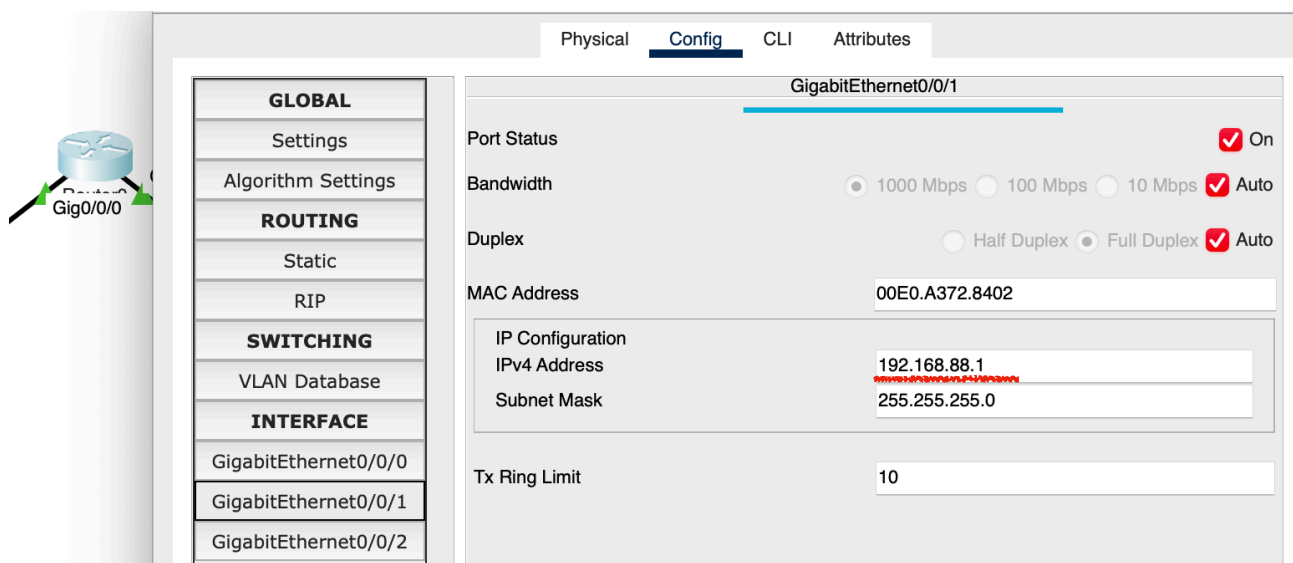 Physical Config CLI Attributes
GLOBAL
Settings
Algorithm Settings
ROUTING
Static
RIP
SWITCHING
VLAN Database
INTERFACE
GigabitEthernet0/0/0
GigabitEthernet0/0/1
GigabitEthernet0/0/2
GigabitEthernet0/0/1
Port Status On
Bandwidth 1000 Mbps 100 Mbps 10 Mbps Auto
Duplex Half Duplex Full Duplex Auto
MAC Address 00E0.A372.8402
IP Configuration
IPv4 Address 192.168.88.1
Subnet Mask 255.255.255.0
Tx Ring Limit 10
Gig0/0/0